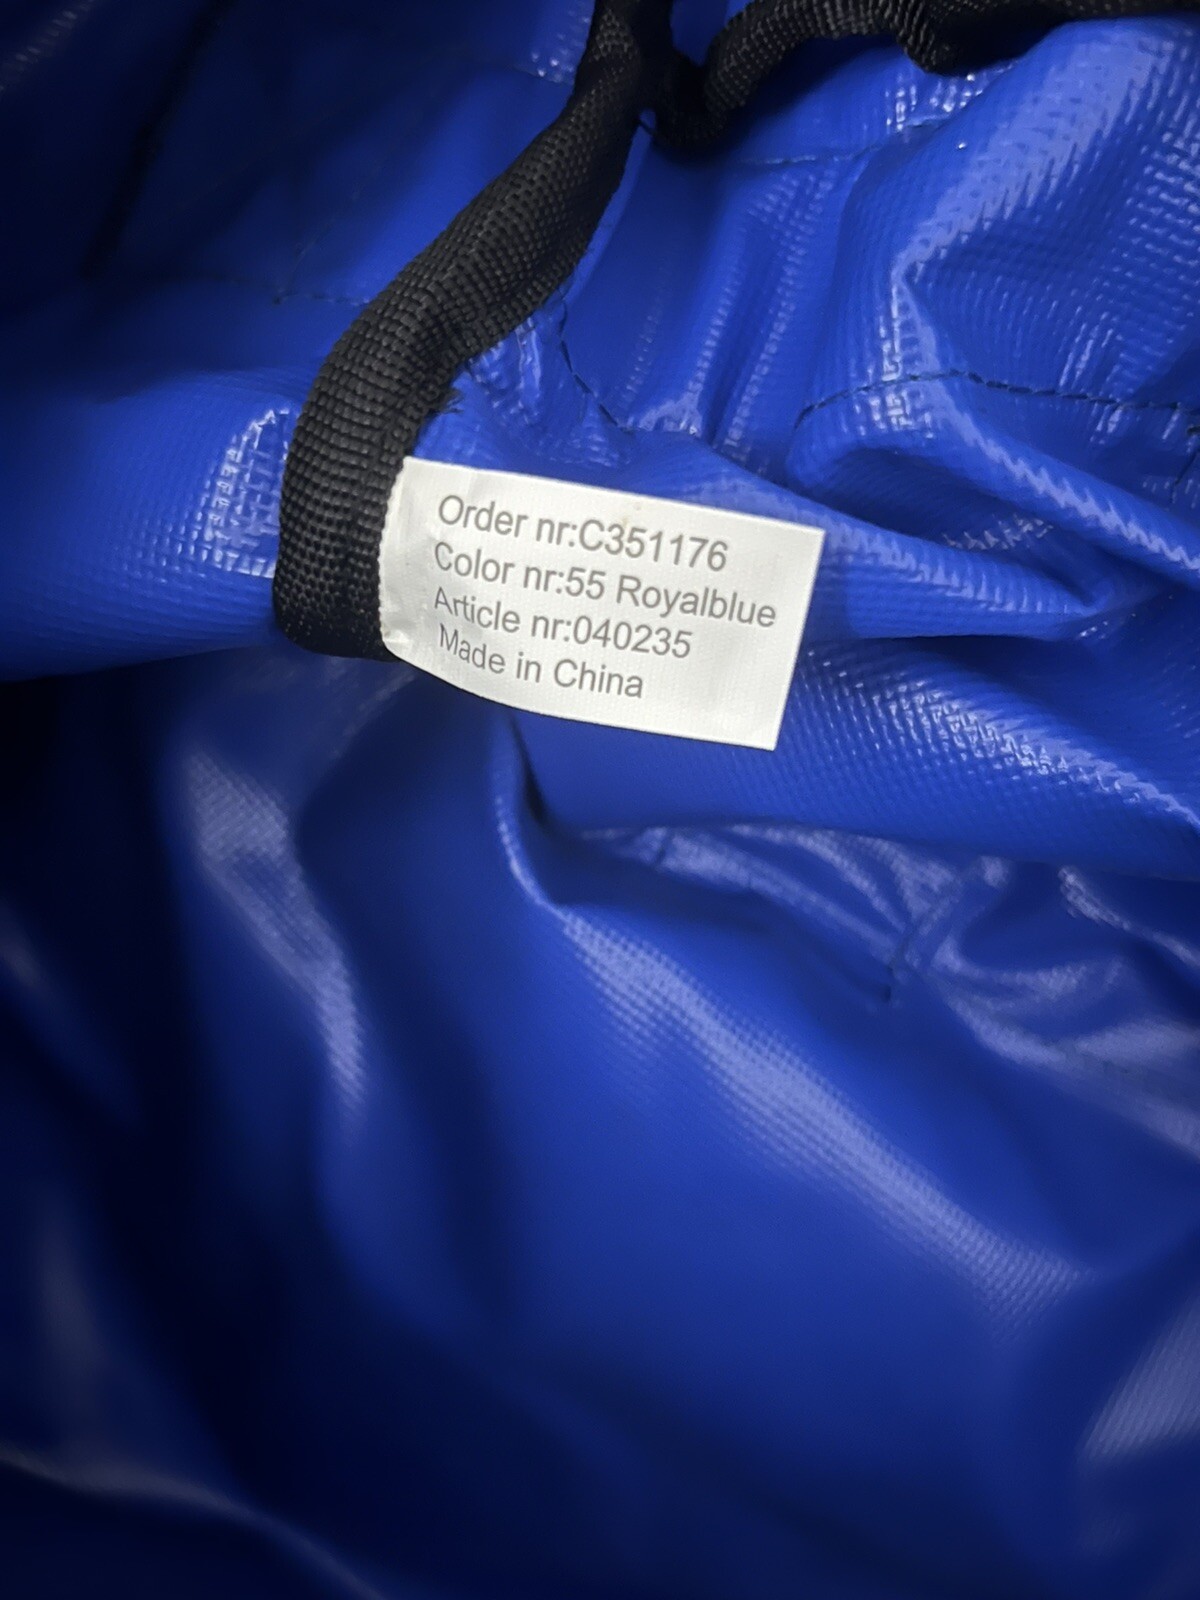 Order nr:C351176
Color nr:55 Royalblue
Article nr:040235
Made in China